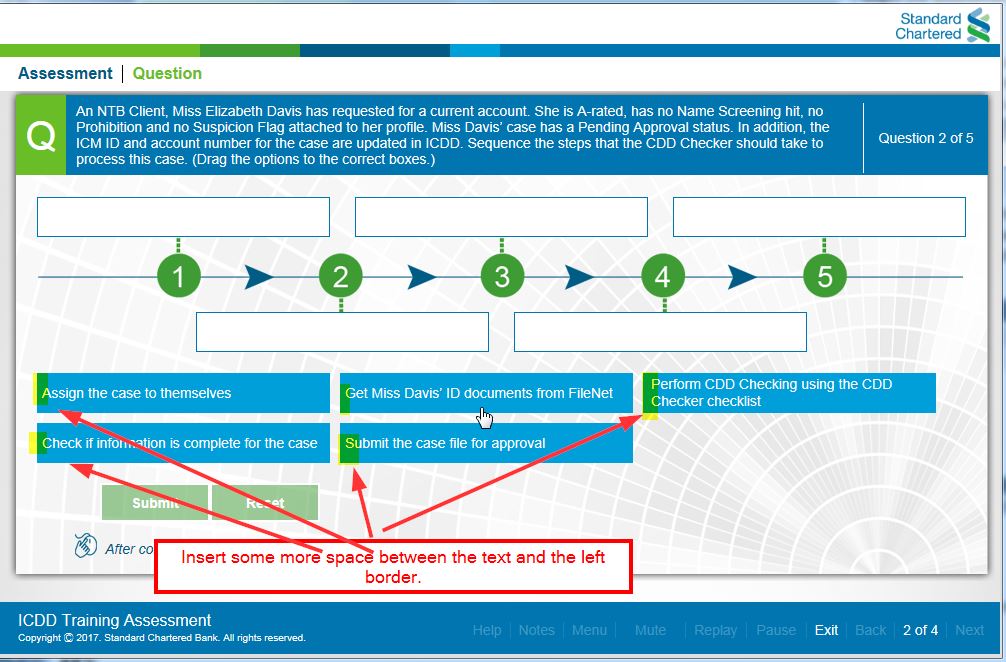 Standard
Chartered
Assessment | Question
Q
An NTB Client, Miss Elizabeth Davis has requested for a current account. She is A-rated, has no Name Screening hit, no
Prohibition and no Suspicion Flag attached to her profile. Miss Davis’ case has a Pending Approval status. In addition, the
ICM ID and account number for the case are updated in ICDD. Sequence the steps that the CDD Checker should take to
process this case. (Drag the options to the correct boxes.)
Question 2 of 5
1 2 3 4 5
Assign the case to themselves
Get Miss Davis’ ID documents from FileNet
Perform CDD Checking using the CDD
Checker checklist
Check if information is complete for the case
Submit the case file for approval
Submit
Reset
After co
Insert some more space between the text and the left
border.
ICDD Training Assessment
Copyright © 2017. Standard Chartered Bank. All rights reserved.
Help | Notes | Menu | Mute | Replay | Pause | Exit | Back | 2 of 4 | Next